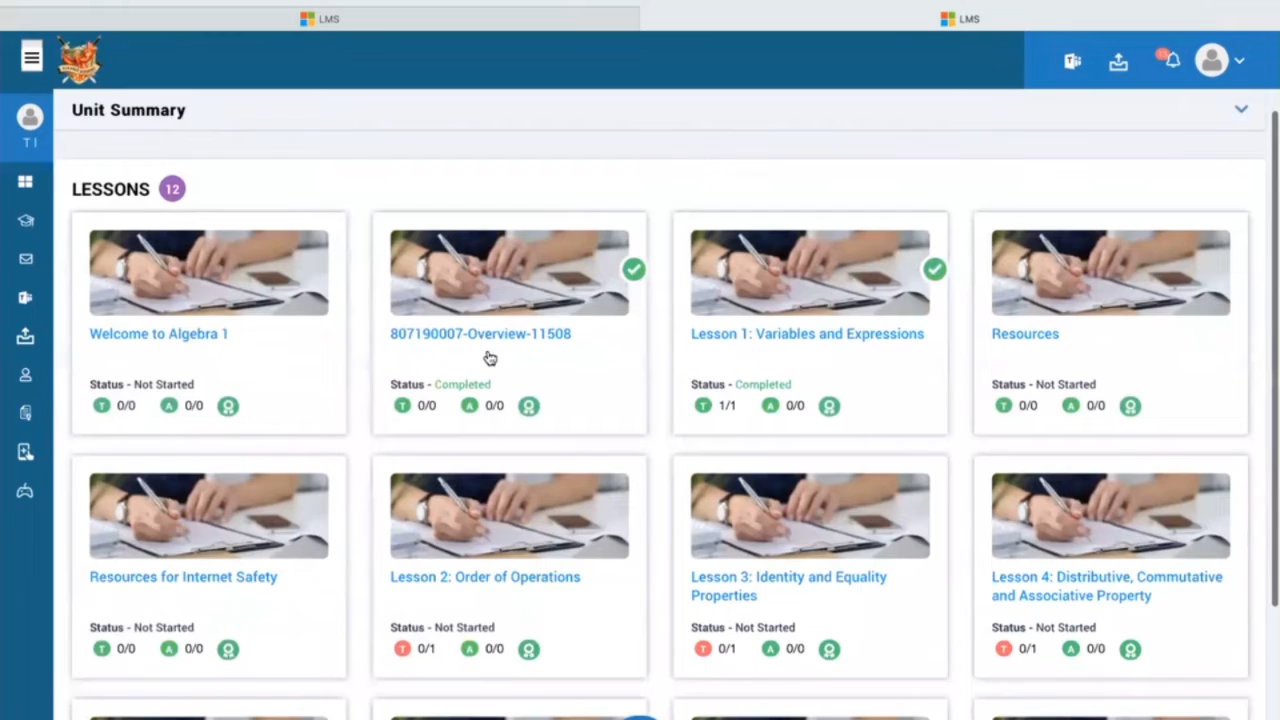 LMS
LMS
Unit Summary
T I
LESSONS 12
Welcome to Algebra 1
Status - Not Started
T 0/0 A 0/0
807190007-Overview-11508
Status - Completed
T 0/0 A 0/0
Lesson 1: Variables and Expressions
Status - Completed
T 1/1 A 0/0
Resources
Status - Not Started
T 0/0 A 0/0
Resources for Internet Safety
Status - Not Started
T 0/0 A 0/0
Lesson 2: Order of Operations
Status - Not Started
T 0/1 A 0/0
Lesson 3: Identity and Equality
Properties
Status - Not Started
T 0/1 A 0/0
Lesson 4: Distributive, Commutative
and Associative Property
Status - Not Started
T 0/1 A 0/0